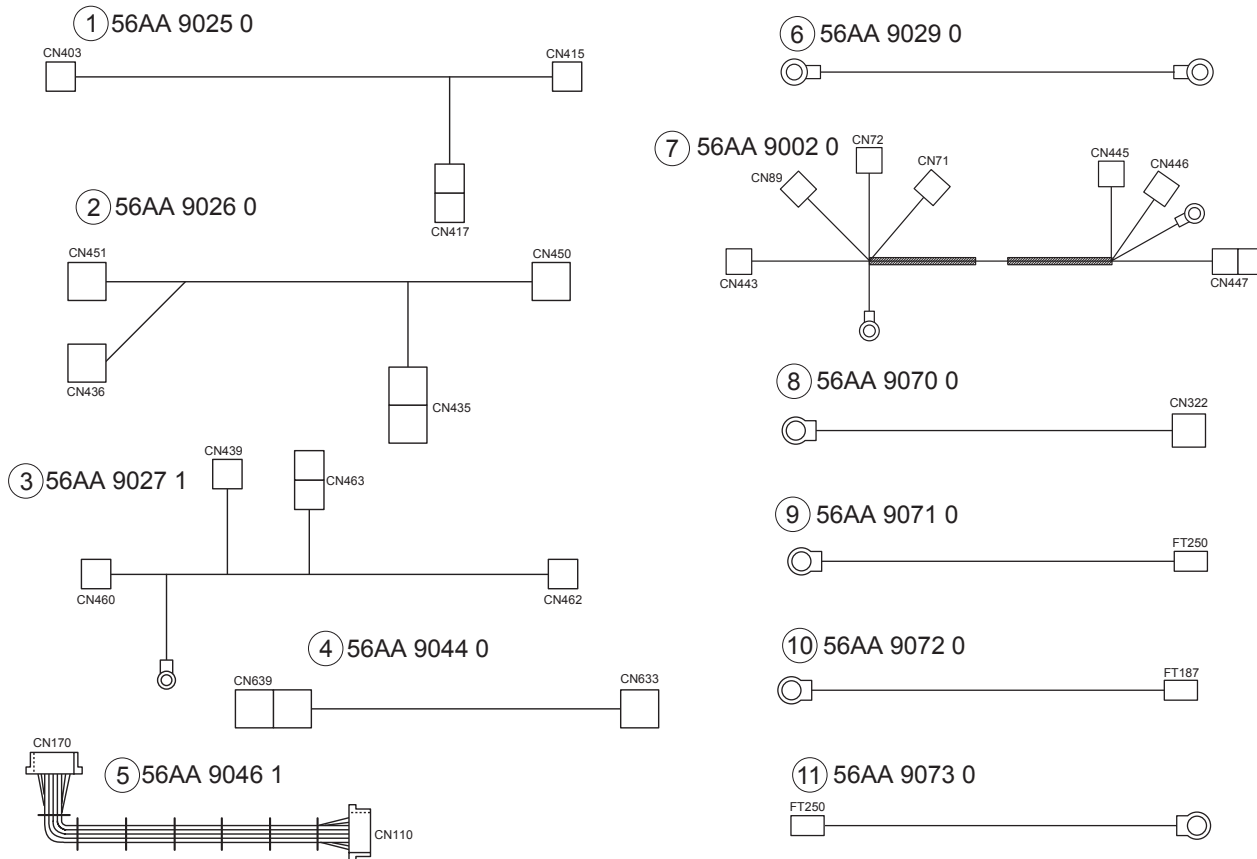 1 56AA 9025 0
CN403
CN415
CN417
2 56AA 9026 0
CN451
CN450
CN436
CN435
3 56AA 9027 1
CN439
CN463
CN460
CN462
4 56AA 9044 0
CN639
CN633
5 56AA 9046 1
CN170
CN110
6 56AA 9029 0
7 56AA 9002 0
CN72
CN89
CN71
CN445
CN446
CN443
CN447
8 56AA 9070 0
CN322
9 56AA 9071 0
FT250
10 56AA 9072 0
FT187
11 56AA 9073 0
FT250